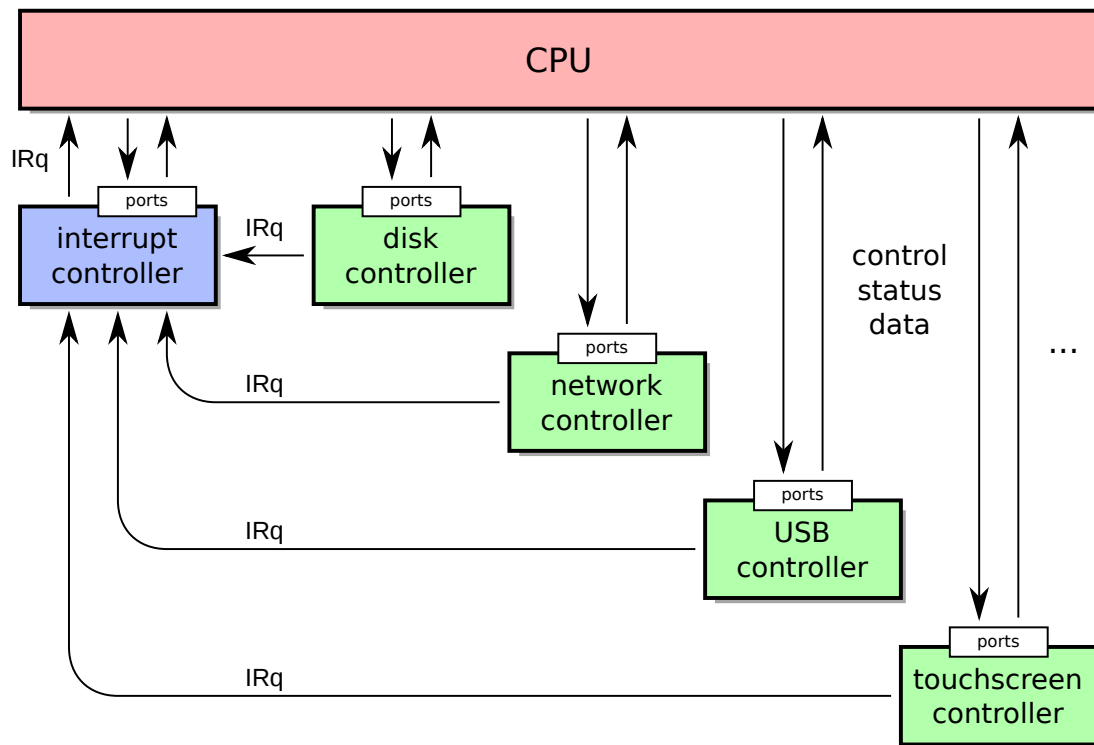 CPU
IRq
ports
interrupt
controller
IRq
ports
disk
controller
control
status
data
...
ports
network
controller
IRq
ports
USB
controller
IRq
ports
touchscreen
controller
IRq